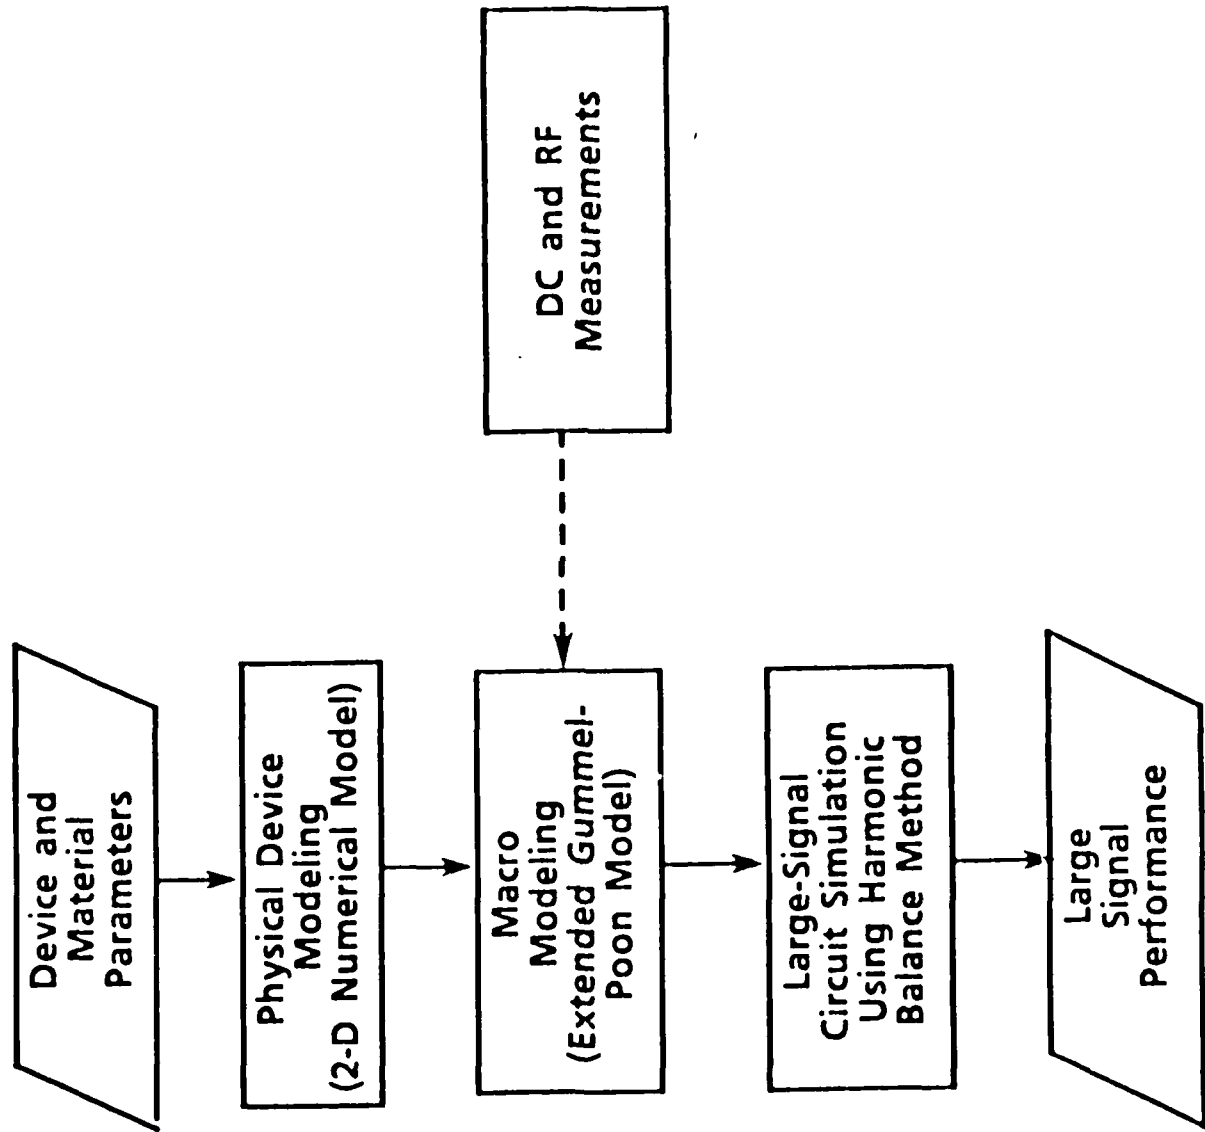 Device and
Material
Parameters
Physical Device
Modeling
(2-D Numerical Model)
Macro
Modeling
(Extended Gummel-
Poon Model)
DC and RF
Measurements
Large-Signal
Circuit Simulation
Using Harmonic
Balance Method
Large
Signal
Performance